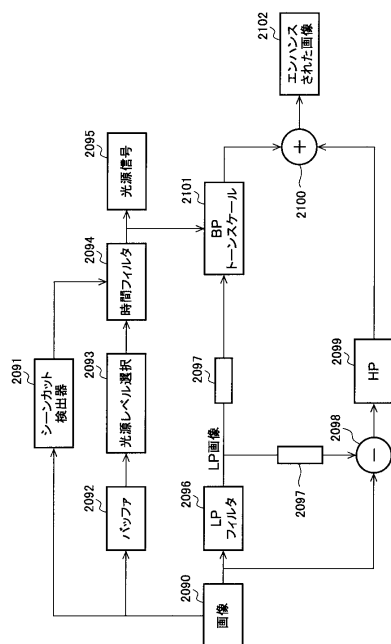 2090
画像
2091
シーンカット
検出器
2092
バッファ
2093
光源レベル選択
2094
時間フィルタ
2095
光源信号
2096
LP
フィルタ
LP画像
2097
2097
2101
BP
トーンスケール
2098
−
2099
HP
2100
+
2102
エンハンス
された画像